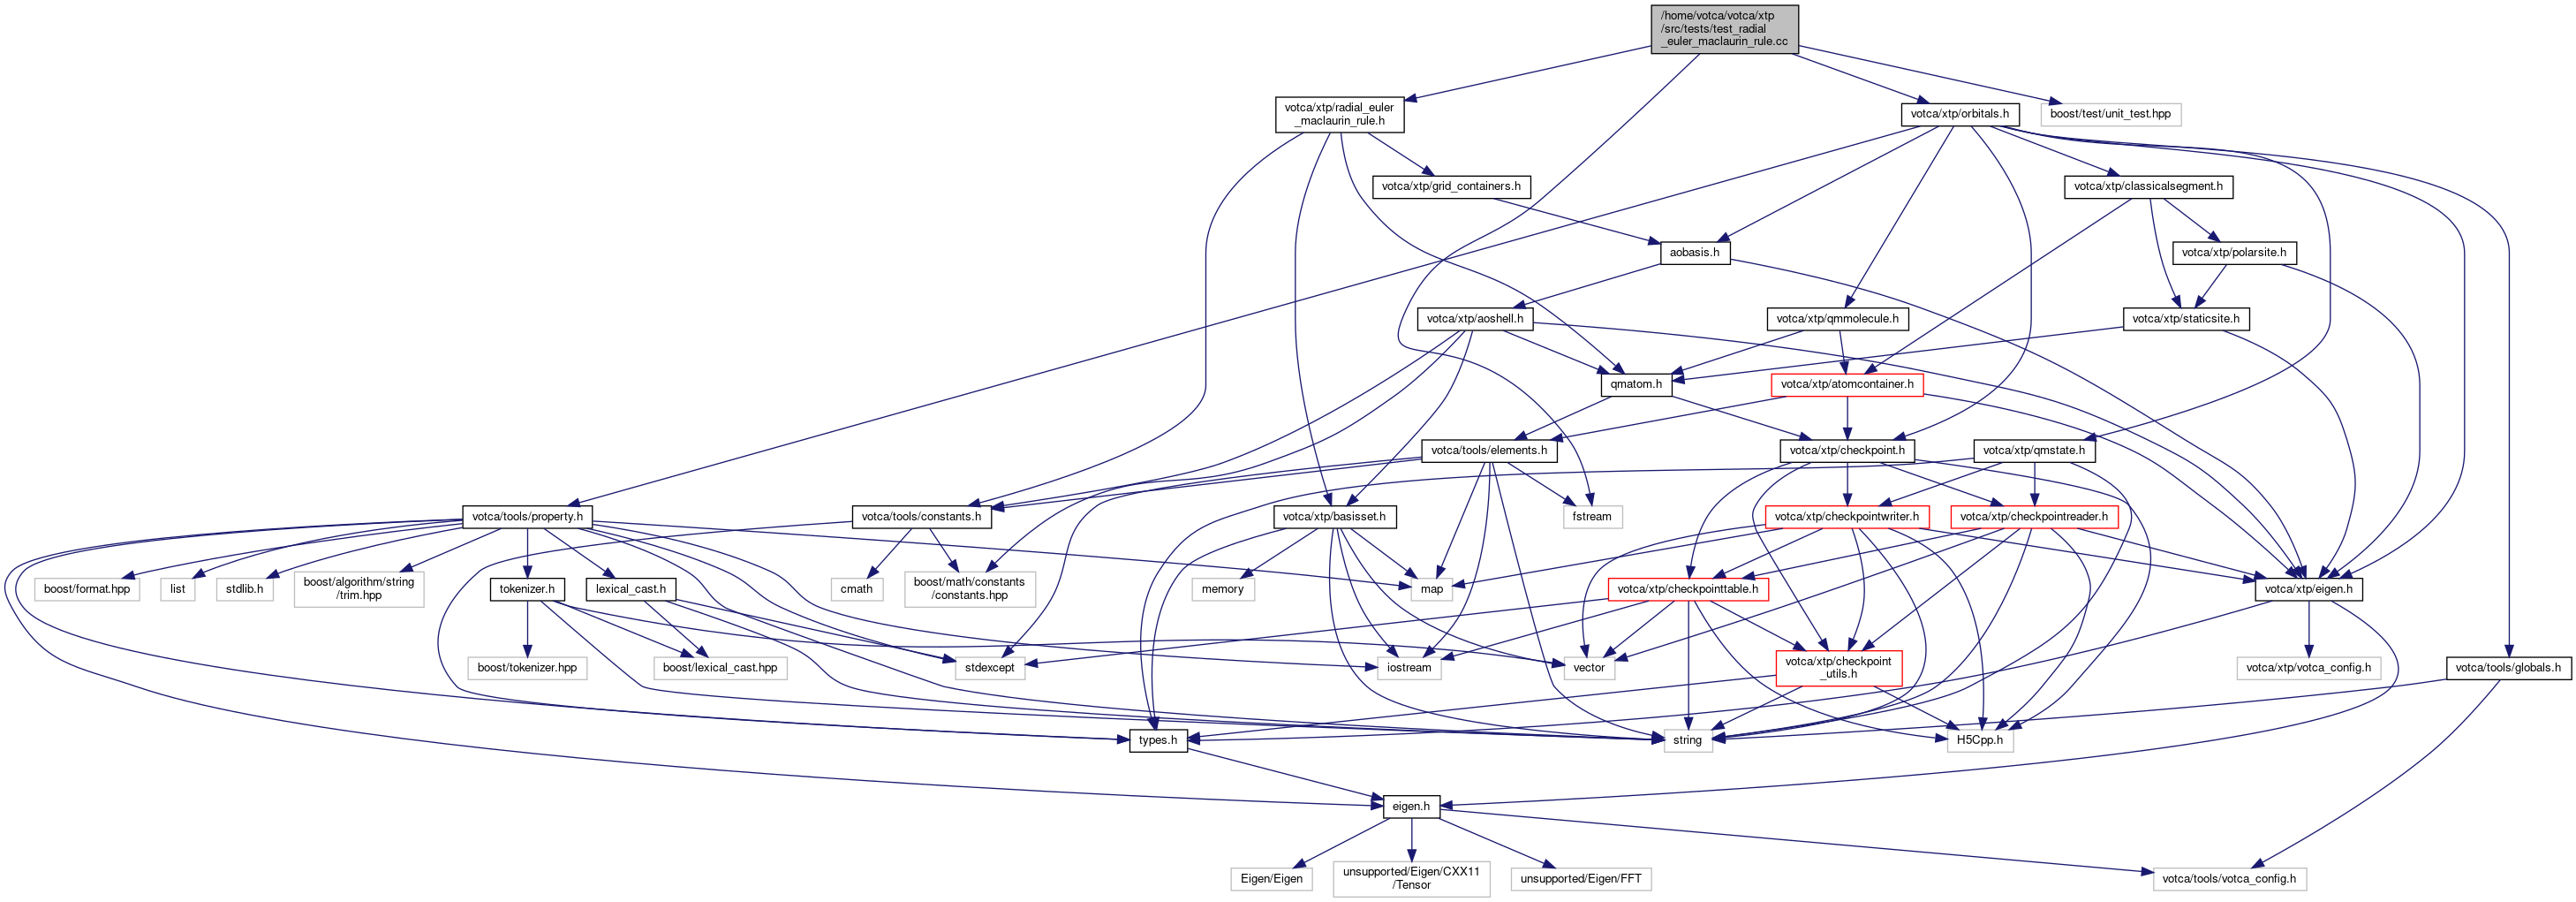 /home/votca/votca/xtp
/src/tests/test_radial
_euler_maclaurin_rule.cc
votca/xtp/radial_euler
_maclaurin_rule.h
votca/xtp/orbitals.h
boost/test/unit_test.hpp
votca/xtp/grid_containers.h
votca/xtp/classicalsegment.h
aobasis.h
votca/xtp/polarsite.h
votca/xtp/aoshell.h
votca/xtp/qmmolecule.h
votca/xtp/staticsite.h
qmatom.h
votca/xtp/atomcontainer.h
votca/tools/elements.h
votca/xtp/checkpoint.h
votca/xtp/qmstate.h
votca/tools/property.h
votca/tools/constants.h
votca/xtp/basisset.h
fstream
votca/xtp/checkpointwriter.h
votca/xtp/checkpointreader.h
boost/format.hpp
list
stdlib.h
boost/algorithm/string
/trim.hpp
tokenizer.h
lexical_cast.h
cmath
boost/math/constants
/constants.hpp
memory
map
votca/xtp/checkpointtable.h
votca/xtp/eigen.h
boost/tokenizer.hpp
boost/lexical_cast.hpp
stdexcept
iostream
vector
votca/xtp/checkpoint
_utils.h
votca/xtp/votca_config.h
votca/tools/globals.h
types.h
string
H5Cpp.h
eigen.h
Eigen/Eigen
unsupported/Eigen/CXX11
/Tensor
unsupported/Eigen/FFT
votca/tools/votca_config.h